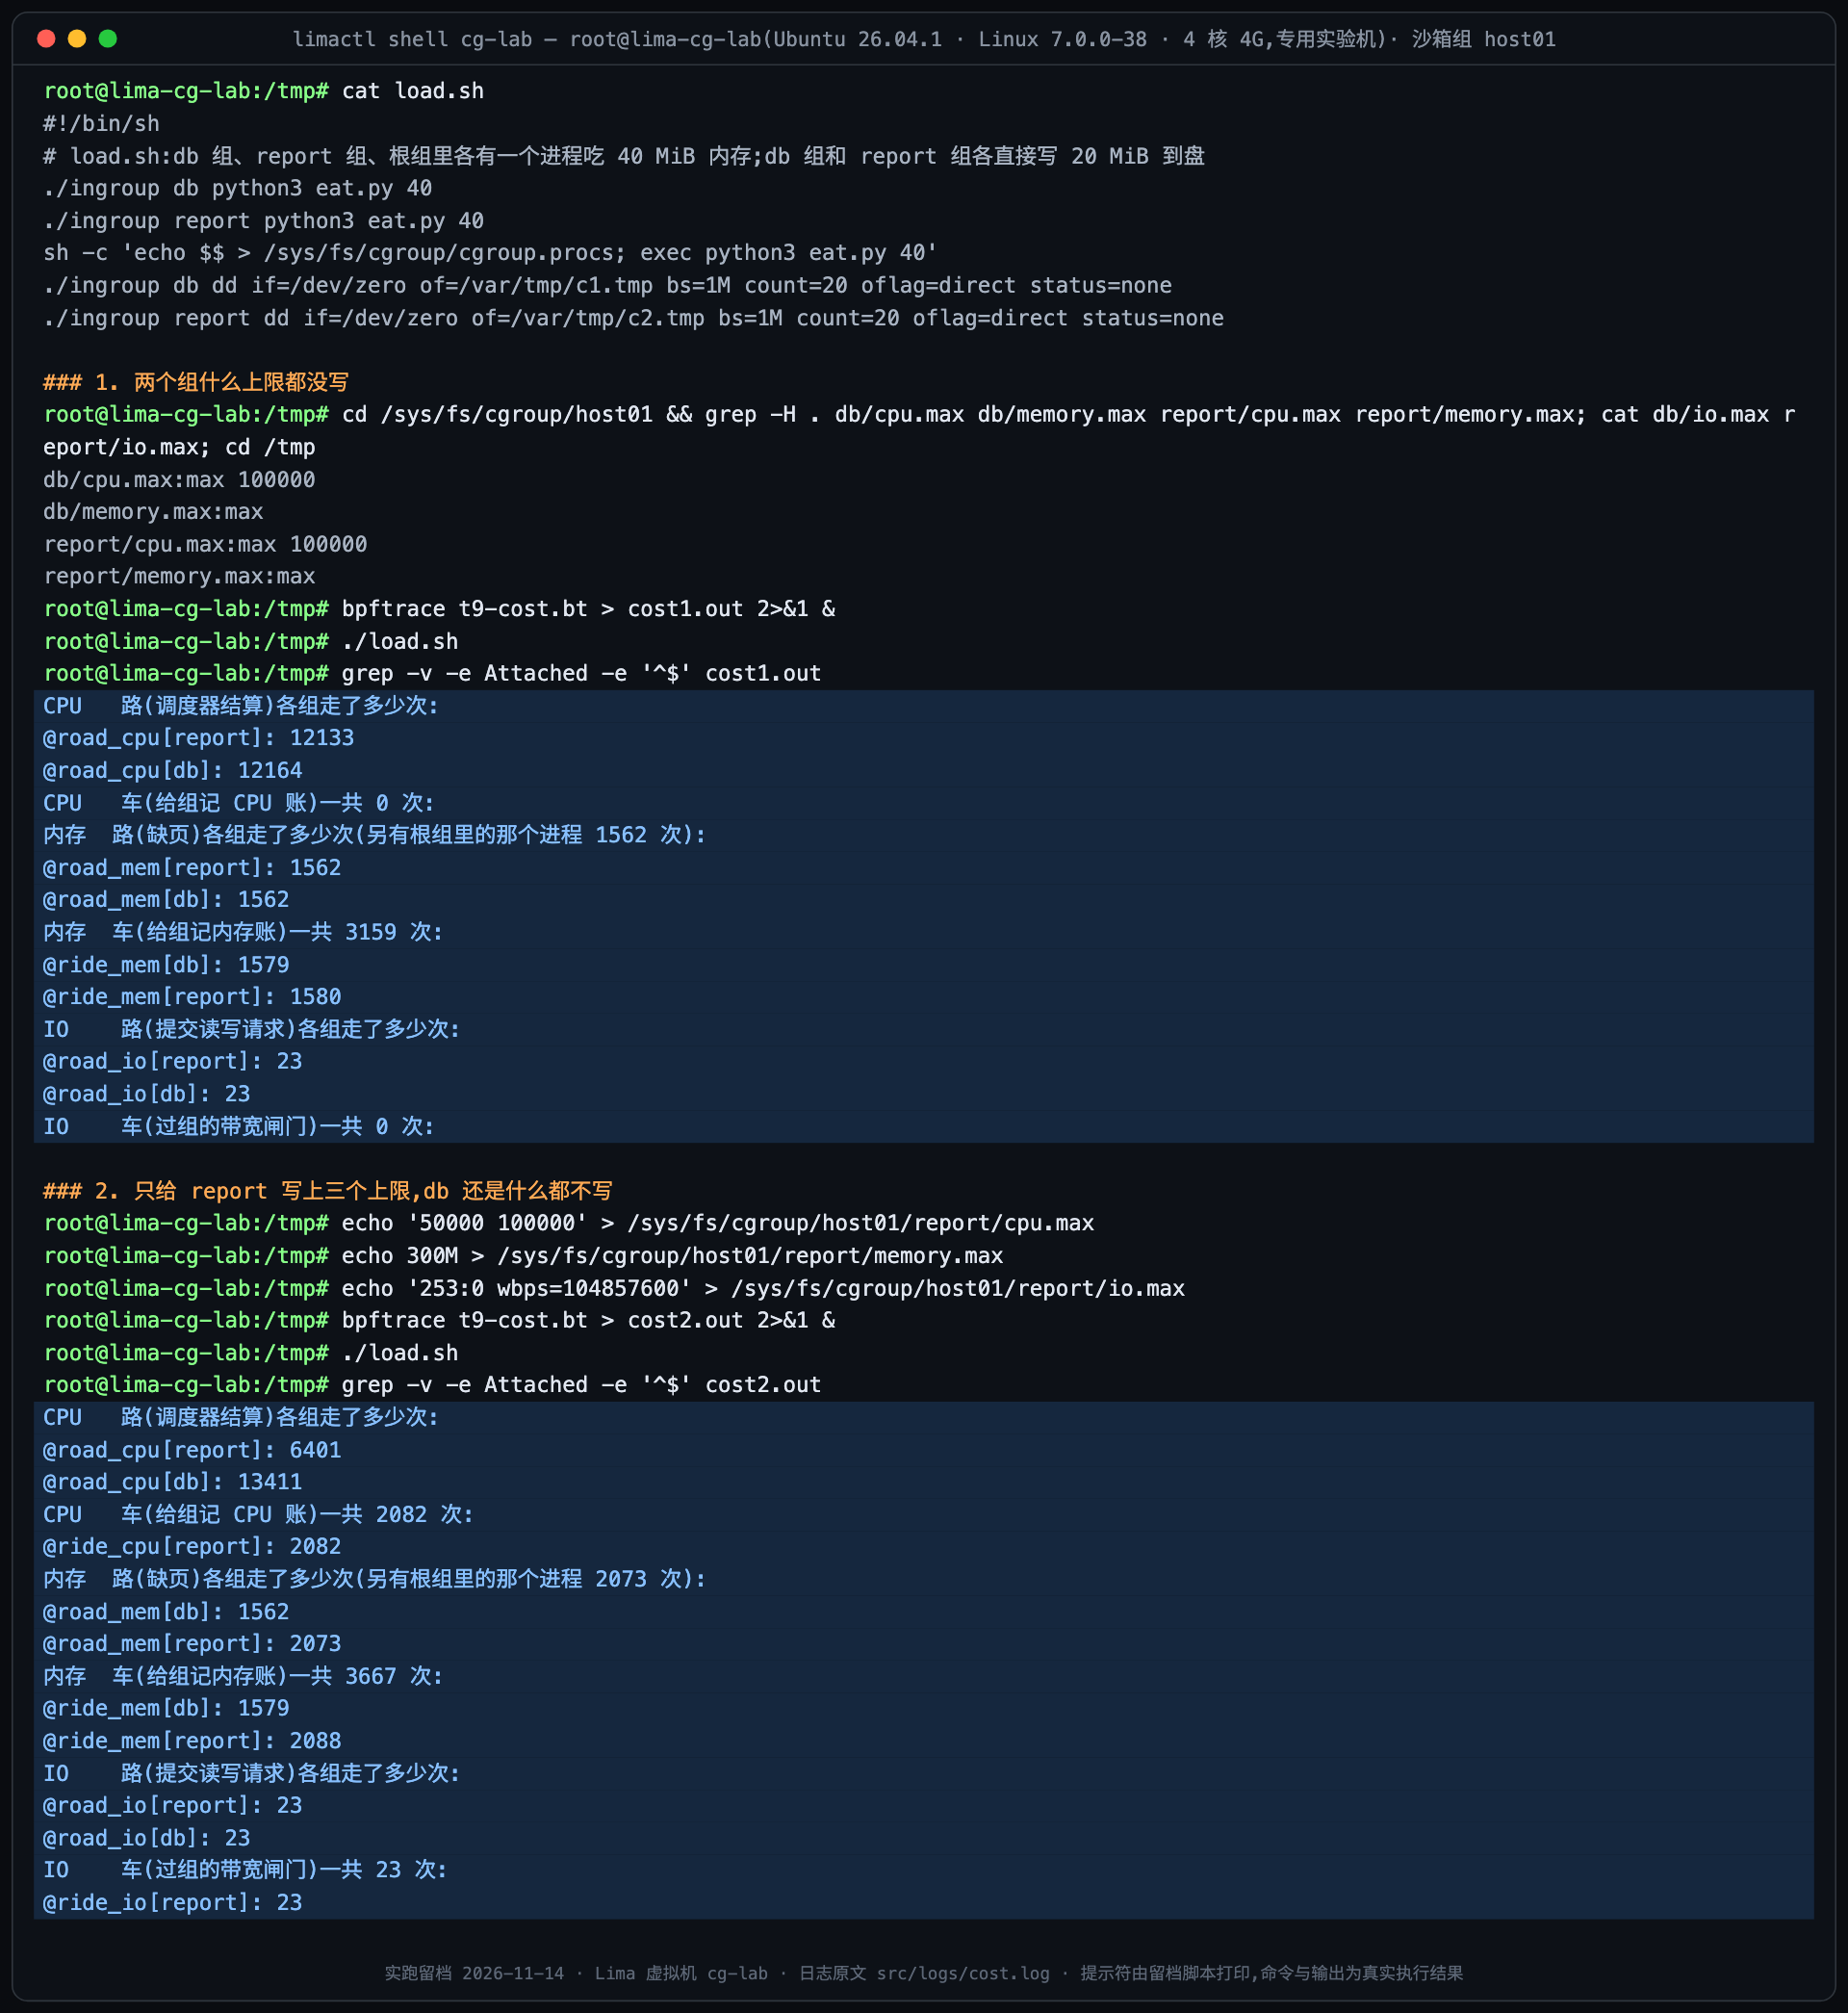 limactl shell cg-lab — root@lima-cg-lab(Ubuntu 26.04.1 · Linux 7.0.0-38 · 4 核 4G,专用实验机)· 沙箱组 host01
root@lima-cg-lab:/tmp# cat load.sh
#!/bin/sh
# load.sh:db 组、report 组、根组里各有一个进程吃 40 MiB 内存;db 组和 report 组各直接写 20 MiB 到盘
./ingroup db python3 eat.py 40
./ingroup report python3 eat.py 40
sh -c 'echo $$ > /sys/fs/cgroup/cgroup.procs; exec python3 eat.py 40'
./ingroup db dd if=/dev/zero of=/var/tmp/c1.tmp bs=1M count=20 oflag=direct status=none
./ingroup report dd if=/dev/zero of=/var/tmp/c2.tmp bs=1M count=20 oflag=direct status=none
### 1. 两个组什么上限都没写
root@lima-cg-lab:/tmp# cd /sys/fs/cgroup/host01 && grep -H . db/cpu.max db/memory.max report/cpu.max report/memory.max; cat db/io.max r
eport/io.max; cd /tmp
db/cpu.max:max 100000
db/memory.max:max
report/cpu.max:max 100000
report/memory.max:max
root@lima-cg-lab:/tmp# bpftrace t9-cost.bt > cost1.out 2>&1 &
root@lima-cg-lab:/tmp# ./load.sh
root@lima-cg-lab:/tmp# grep -v -e Attached -e '^$' cost1.out
CPU   路(调度器结算)各组走了多少次:
@road_cpu[report]: 12133
@road_cpu[db]: 12164
CPU   车(给组记 CPU 账)一共 0 次:
内存  路(缺页)各组走了多少次(另有根组里的那个进程 1562 次):
@road_mem[report]: 1562
@road_mem[db]: 1562
内存  车(给组记内存账)一共 3159 次:
@ride_mem[db]: 1579
@ride_mem[report]: 1580
IO    路(提交读写请求)各组走了多少次:
@road_io[report]: 23
@road_io[db]: 23
IO    车(过组的带宽闸门)一共 0 次:
### 2. 只给 report 写上三个上限,db 还是什么都不写
root@lima-cg-lab:/tmp# echo '50000 100000' > /sys/fs/cgroup/host01/report/cpu.max
root@lima-cg-lab:/tmp# echo 300M > /sys/fs/cgroup/host01/report/memory.max
root@lima-cg-lab:/tmp# echo '253:0 wbps=104857600' > /sys/fs/cgroup/host01/report/io.max
root@lima-cg-lab:/tmp# bpftrace t9-cost.bt > cost2.out 2>&1 &
root@lima-cg-lab:/tmp# ./load.sh
root@lima-cg-lab:/tmp# grep -v -e Attached -e '^$' cost2.out
CPU   路(调度器结算)各组走了多少次:
@road_cpu[report]: 6401
@road_cpu[db]: 13411
CPU   车(给组记 CPU 账)一共 2082 次:
@ride_cpu[report]: 2082
内存  路(缺页)各组走了多少次(另有根组里的那个进程 2073 次):
@road_mem[db]: 1562
@road_mem[report]: 2073
内存  车(给组记内存账)一共 3667 次:
@ride_mem[db]: 1579
@ride_mem[report]: 2088
IO    路(提交读写请求)各组走了多少次:
@road_io[report]: 23
@road_io[db]: 23
IO    车(过组的带宽闸门)一共 23 次:
@ride_io[report]: 23
实跑留档 2026-11-14 · Lima 虚拟机 cg-lab · 日志原文 src/logs/cost.log · 提示符由留档脚本打印,命令与输出为真实执行结果